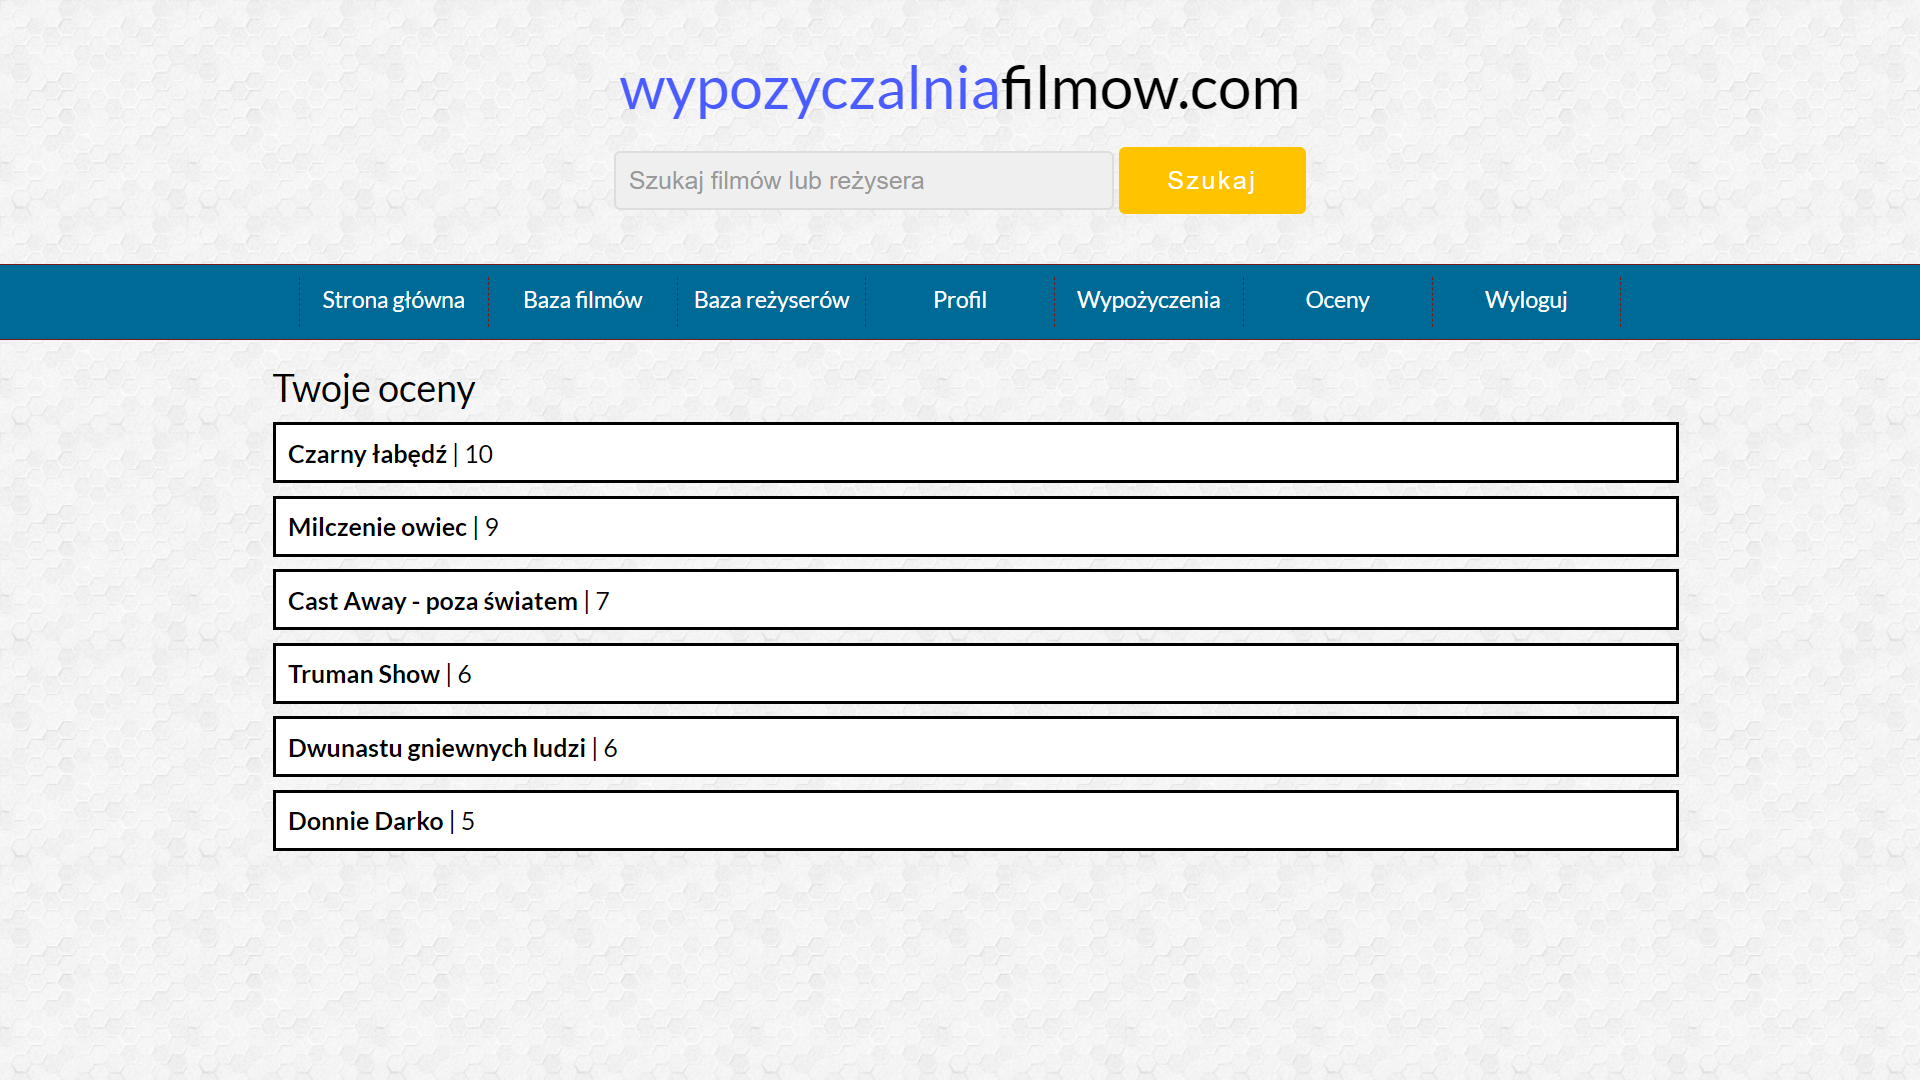 wypozyczalniafilmow.com
Szukaj filmów lub reżysera
Szukaj
Strona główna
Baza filmów
Baza reżyserów
Profil
Wypożyczenia
Oceny
Wyloguj
Twoje oceny
Czarny łabędź | 10
Milczenie owiec | 9
Cast Away - poza światem | 7
Truman Show | 6
Dwunastu gniewnych ludzi | 6
Donnie Darko | 5